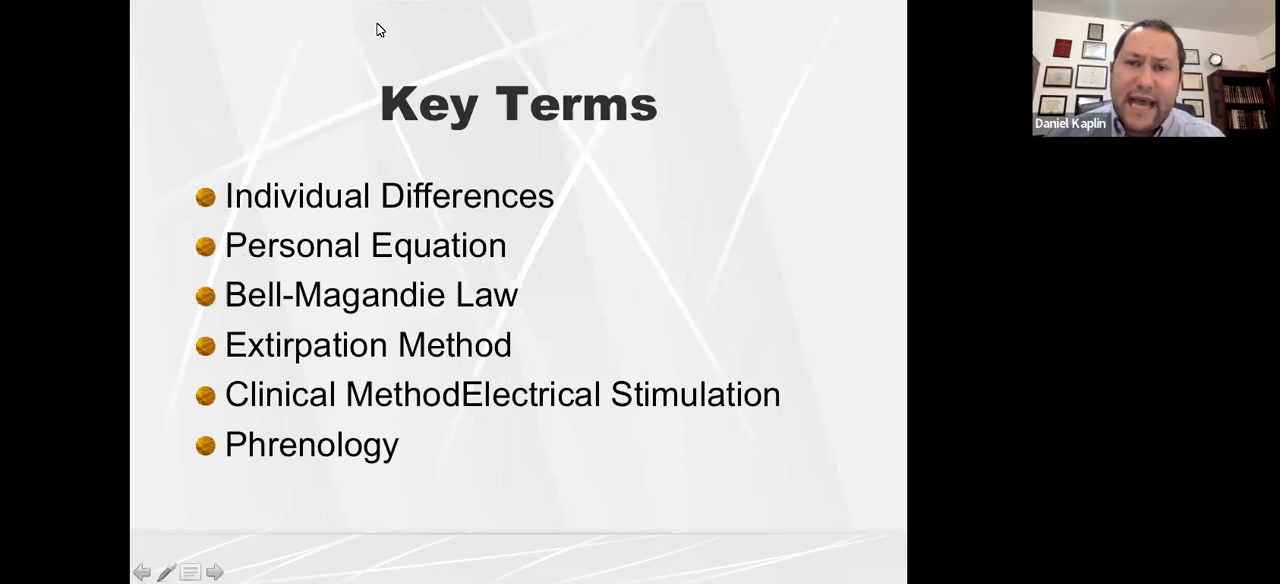 Key Terms
Individual Differences
Personal Equation
Bell-Magandie Law
Extirpation Method
Clinical MethodElectrical Stimulation
Phrenology
Daniel Kaplin